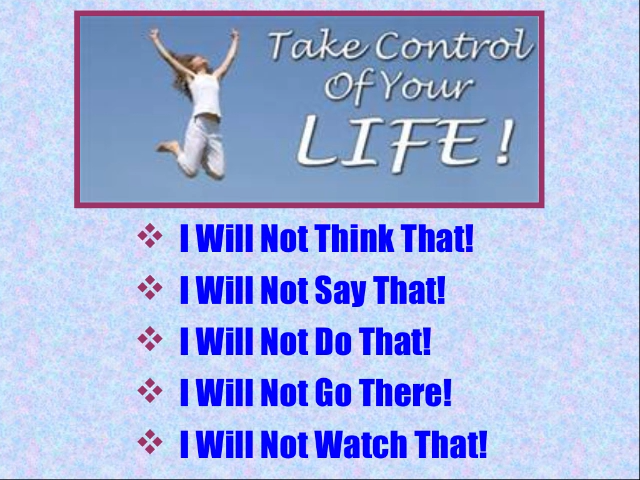 Take Control
Of Your
LIFE!
I Will Not Think That!
I Will Not Say That!
I Will Not Do That!
I Will Not Go There!
I Will Not Watch That!